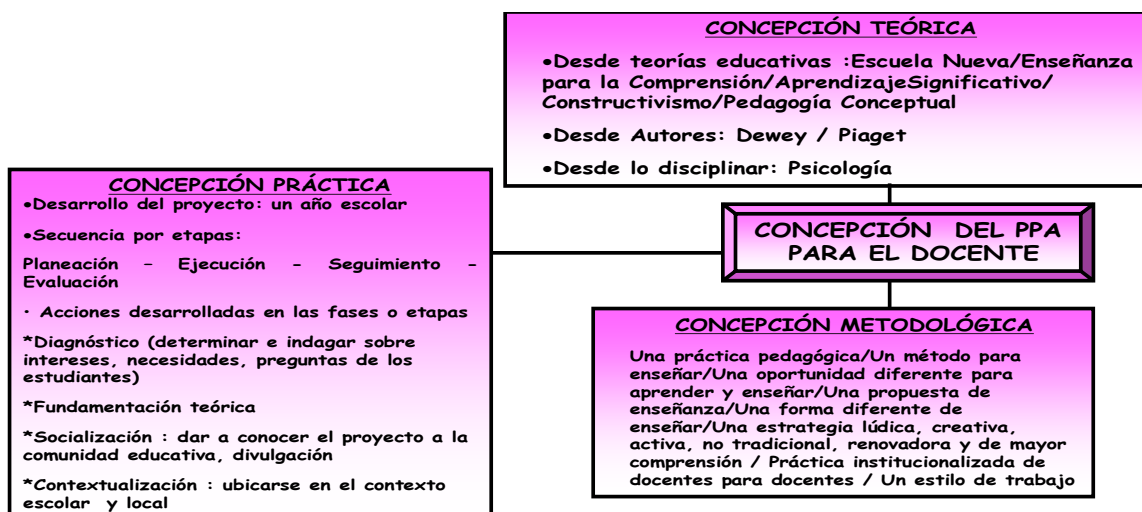 CONCEPCIÓN TEÓRICA
•Desde teorías educativas :Escuela Nueva/Enseñanza
para la Comprensión/AprendizajeSignificativo/
Constructivismo/Pedagogía Conceptual
•Desde Autores: Dewey / Piaget
•Desde lo disciplinar: Psicología
CONCEPCIÓN PRÁCTICA
•Desarrollo del proyecto: un año escolar
•Secuencia por etapas:
Planeación – Ejecución – Seguimiento –
Evaluación
· Acciones desarrolladas en las fases o etapas
*Diagnóstico (determinar e indagar sobre
intereses, necesidades, preguntas de los
estudiantes)
*Fundamentación teórica
*Socialización : dar a conocer el proyecto a la
comunidad educativa, divulgación
*Contextualización : ubicarse en el contexto
escolar y local
CONCEPCIÓN DEL PPA
PARA EL DOCENTE
CONCEPCIÓN METODOLÓGICA
Una práctica pedagógica/Un método para
enseñar/Una oportunidad diferente para
aprender y enseñar/Una propuesta de
enseñanza/Una forma diferente de
enseñar/Una estrategia lúdica, creativa,
activa, no tradicional, renovadora y de mayor
comprensión / Práctica institucionalizada de
docentes para docentes / Un estilo de trabajo